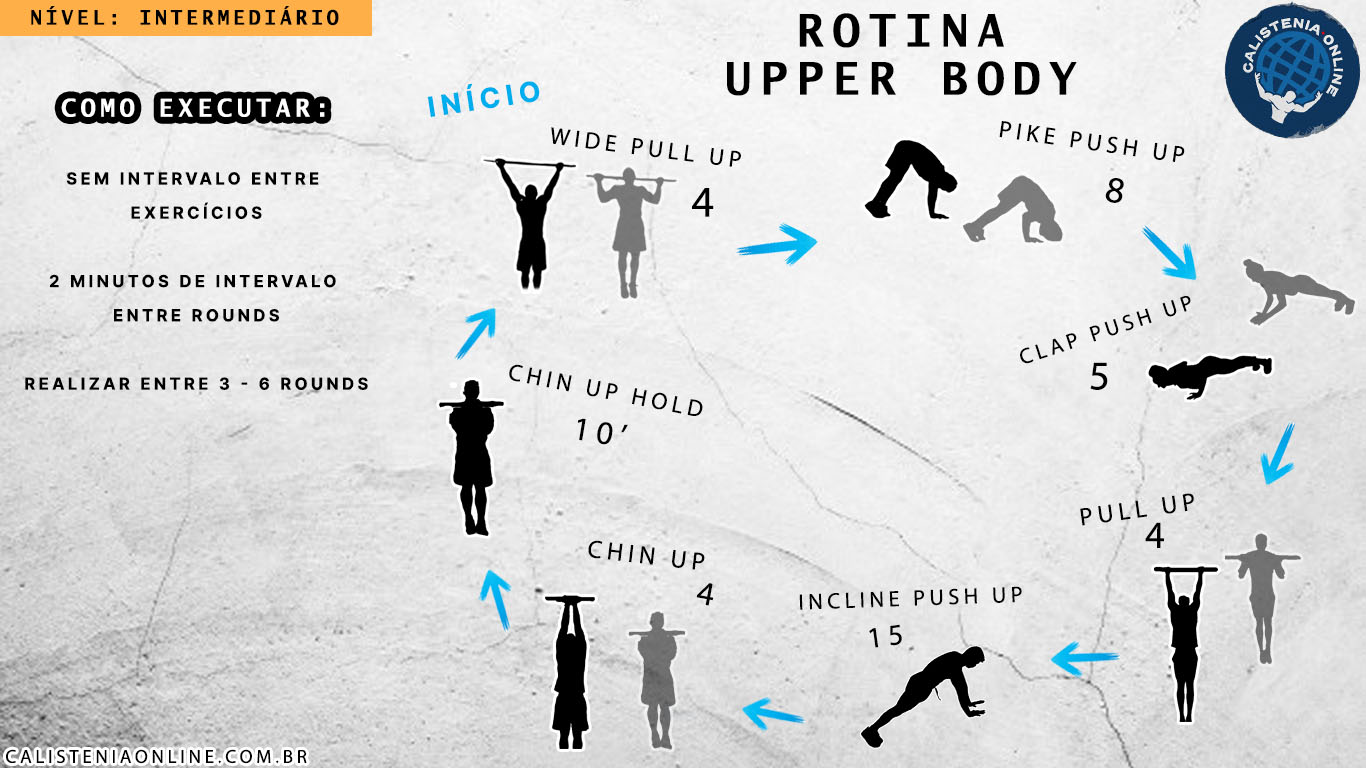 NÍVEL: INTERMEDIÁRIO
ROTINA
UPPER BODY
CALISTENIA·ONLINE
COMO EXECUTAR:
SEM INTERVALO ENTRE
EXERCÍCIOS
2 MINUTOS DE INTERVALO
ENTRE ROUNDS
REALIZAR ENTRE 3 - 6 ROUNDS
INÍCIO
WIDE PULL UP
4
PIKE PUSH UP
8
CLAP PUSH UP
5
PULL UP
4
INCLINE PUSH UP
15
CHIN UP
4
CHIN UP HOLD
10’
CALISTENIAONLINE.COM.BR